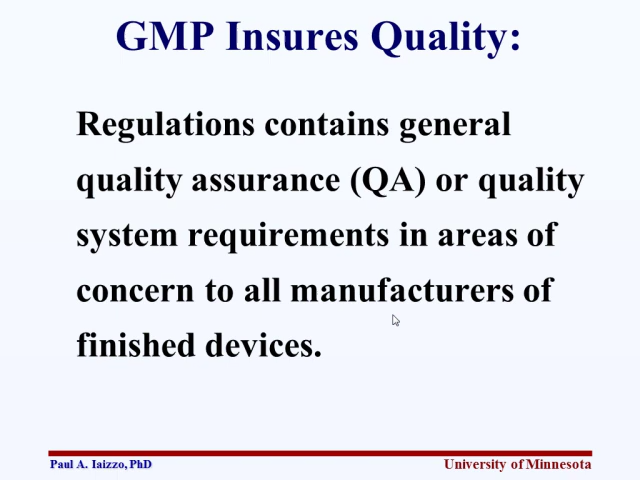 GMP Insures Quality:
Regulations contains general
quality assurance (QA) or quality
system requirements in areas of
concern to all manufacturers of
finished devices.
Paul A. Iaizzo, PhD
University of Minnesota